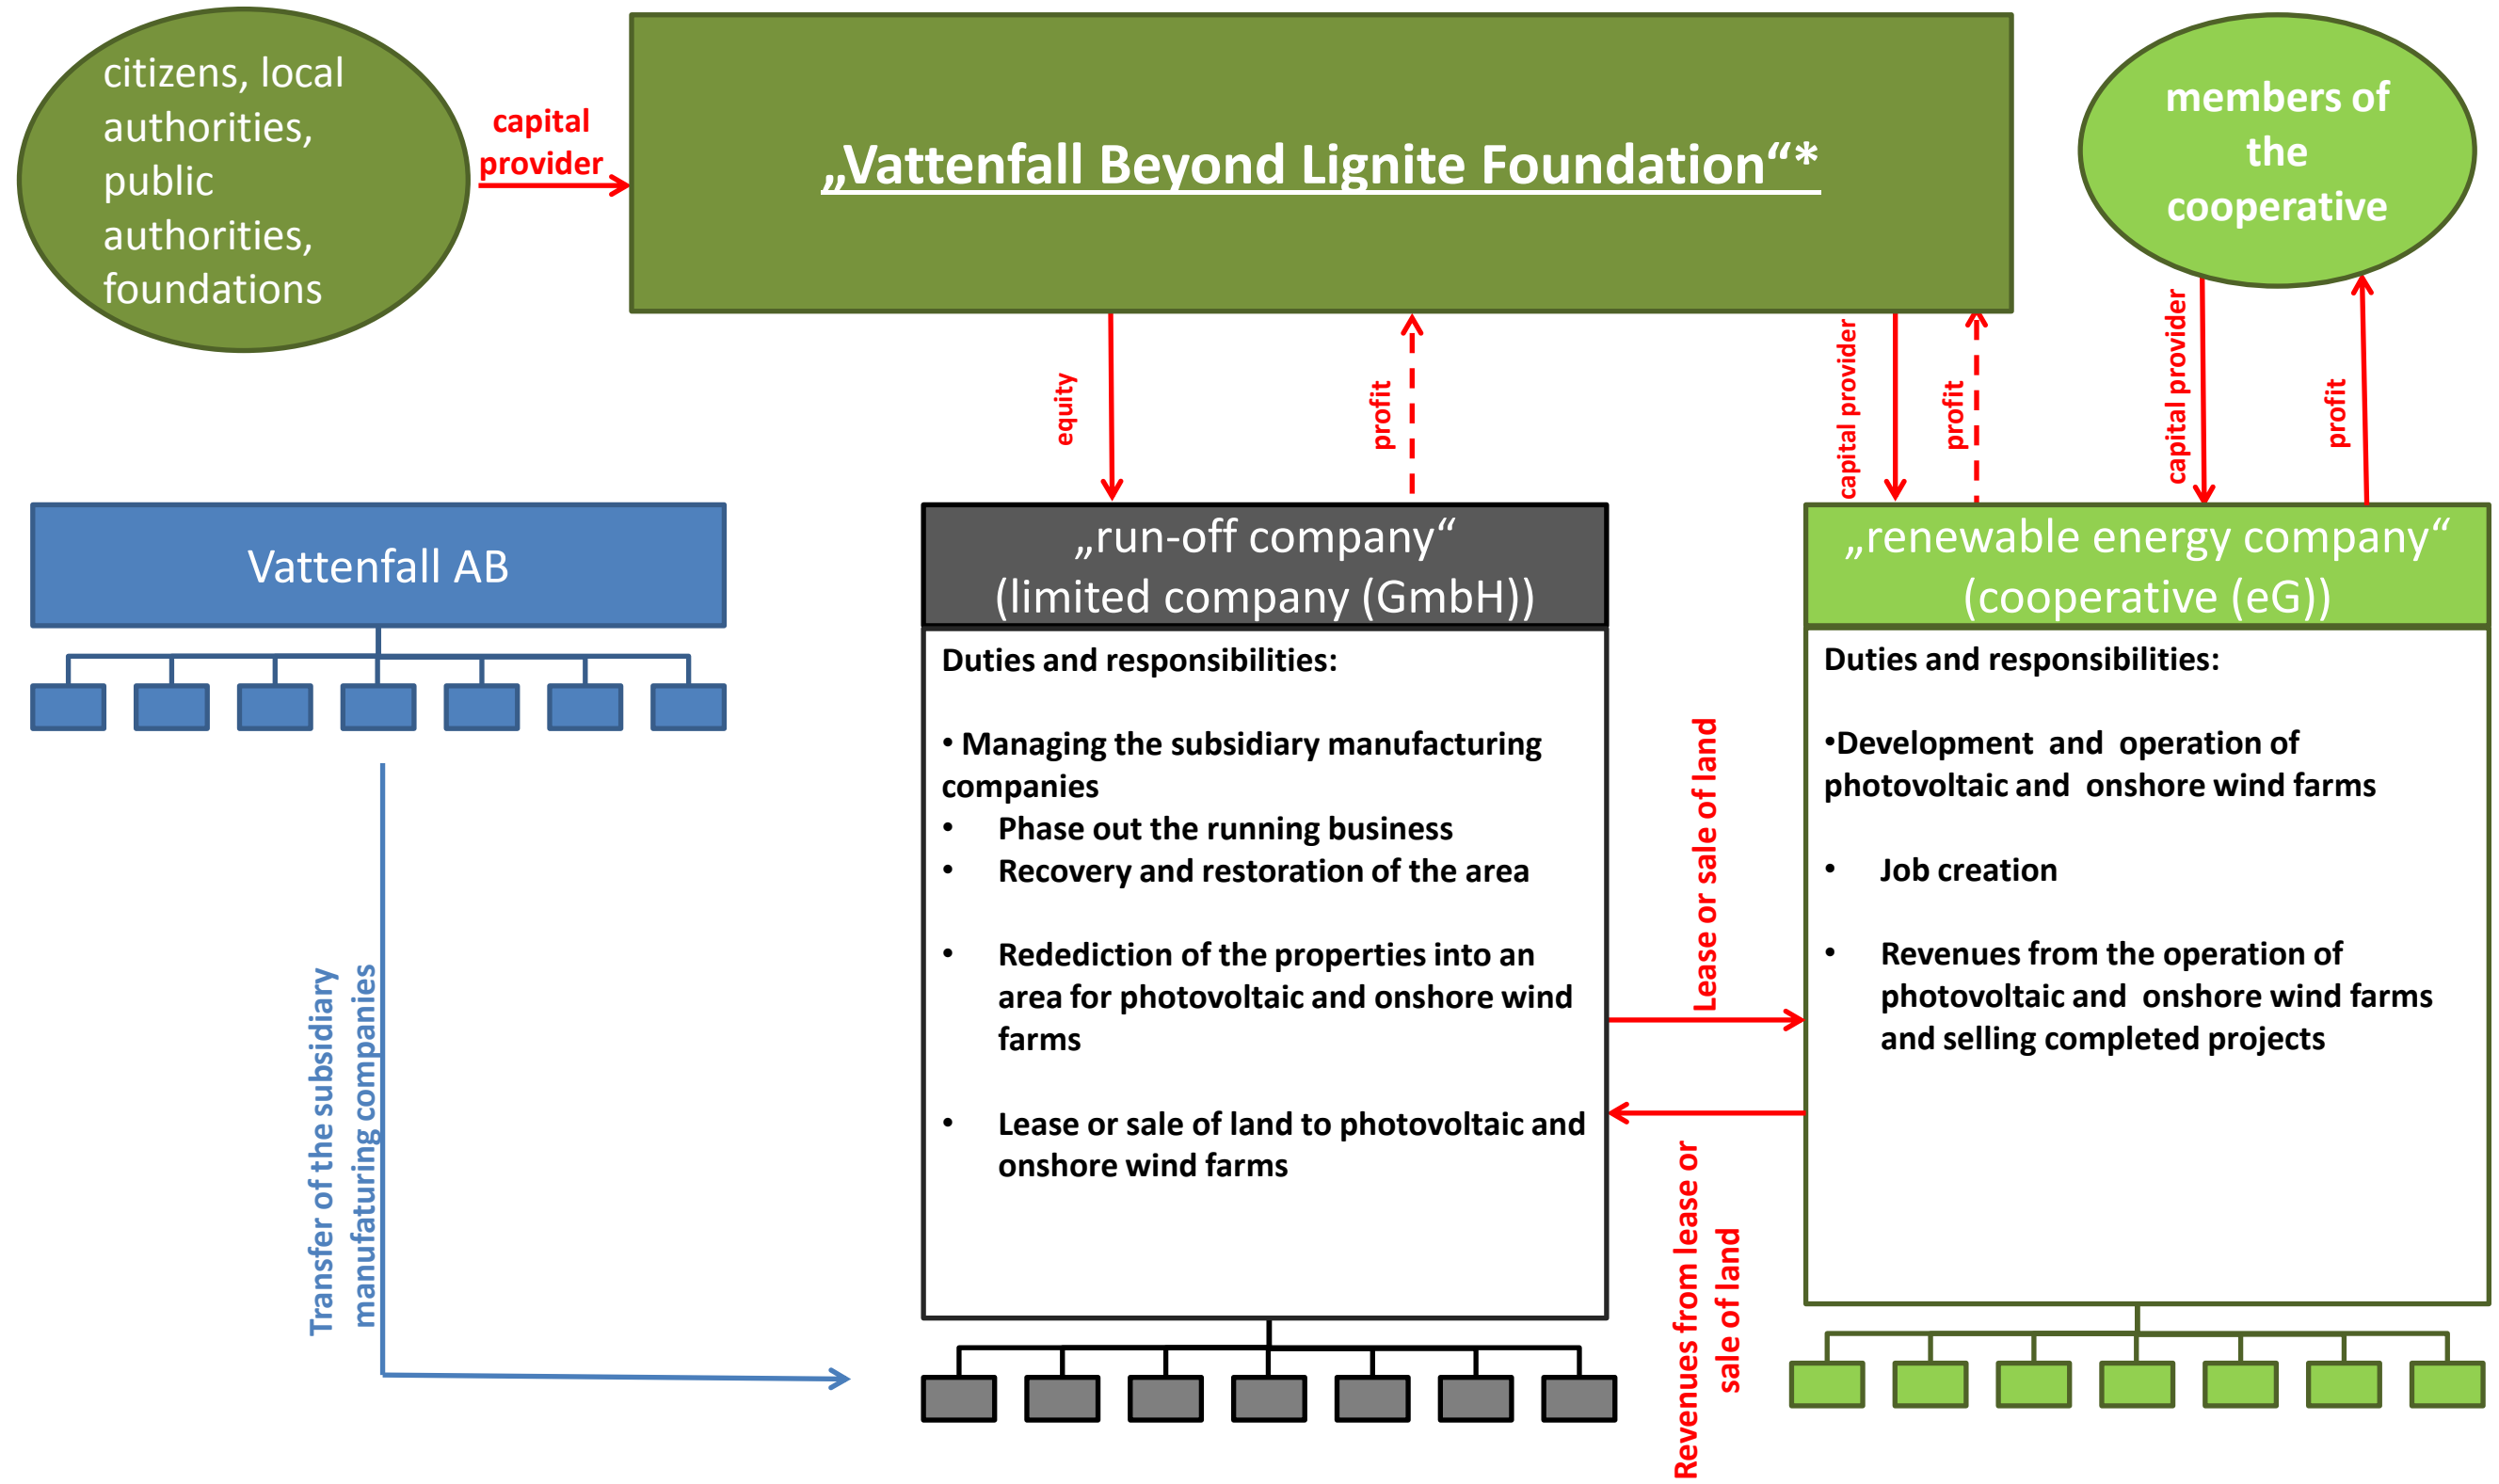 citizens, local
authorities,
public
authorities,
foundations
capital
provider
„Vattenfall Beyond Lignite Foundation“*
members of
the
cooperative
equity
profit
capital provider
profit
capital provider
profit
Vattenfall AB
„run-off company“
(limited company (GmbH))
„renewable energy company“
(cooperative (eG))
Transfer of the subsidiary
manufaturing companies
Duties and responsibilities:
• Managing the subsidiary manufacturing
companies
• Phase out the running business
• Recovery and restoration of the area
• Redediction of the properties into an
area for photovoltaic and onshore wind
farms
• Lease or sale of land to photovoltaic and
onshore wind farms
Lease or sale of land
Revenues from lease or
sale of land
Duties and responsibilities:
•Development and operation of
photovoltaic and onshore wind farms
• Job creation
• Revenues from the operation of
photovoltaic and onshore wind farms
and selling completed projects